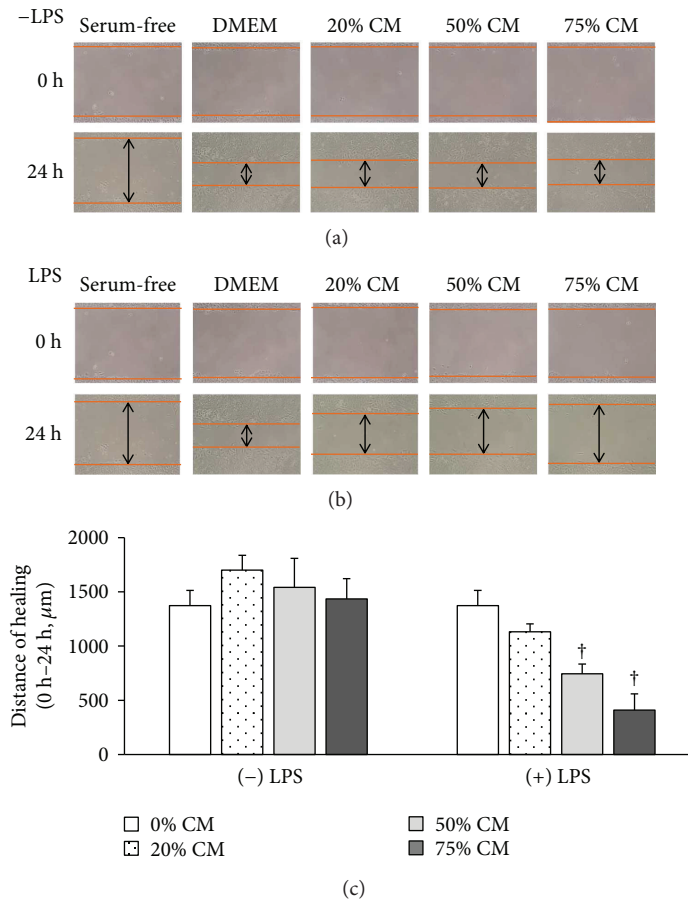 −LPS
Serum-free DMEM 20% CM 50% CM 75% CM
0 h
24 h
(a)
LPS
Serum-free DMEM 20% CM 50% CM 75% CM
0 h
24 h
(b)
Distance of healing
(0 h–24 h, μm)
2000
1500
1000
500
0
† †
(−) LPS (+) LPS
0% CM 50% CM
20% CM 75% CM
(c)